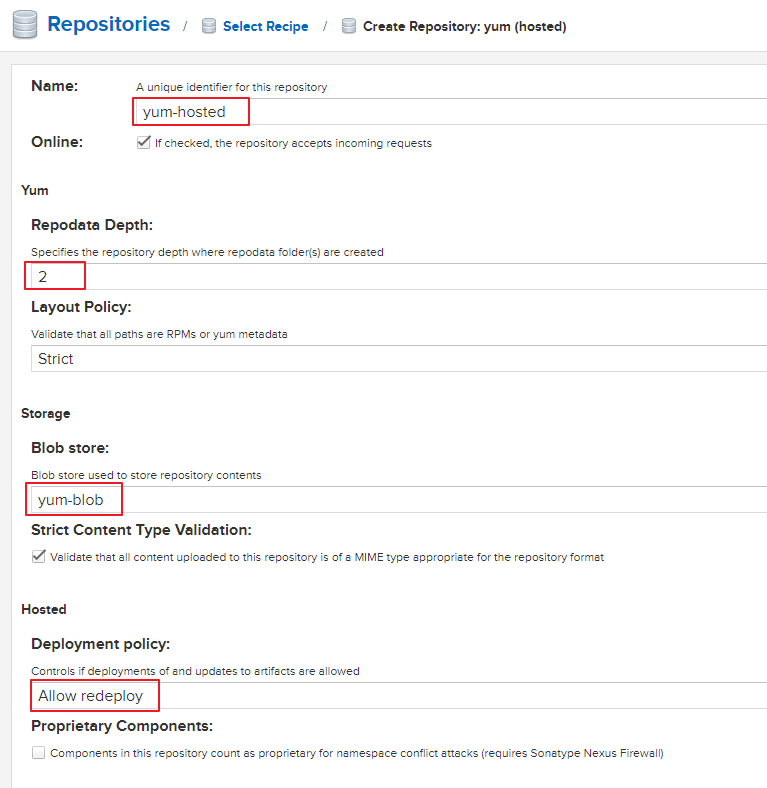 Repositories / Select Recipe / Create Repository: yum (hosted)
Name: A unique identifier for this repository
yum-hosted
Online: If checked, the repository accepts incoming requests
Yum
Repodata Depth:
Specifies the repository depth where repodata folder(s) are created
2
Layout Policy:
Validate that all paths are RPMs or yum metadata
Strict
Storage
Blob store:
Blob store used to store repository contents
yum-blob
Strict Content Type Validation:
Validate that all content uploaded to this repository is of a MIME type appropriate for the repository format
Hosted
Deployment policy:
Controls if deployments of and updates to artifacts are allowed
Allow redeploy
Proprietary Components:
Components in this repository count as proprietary for namespace conflict attacks (requires Sonatype Nexus Firewall)